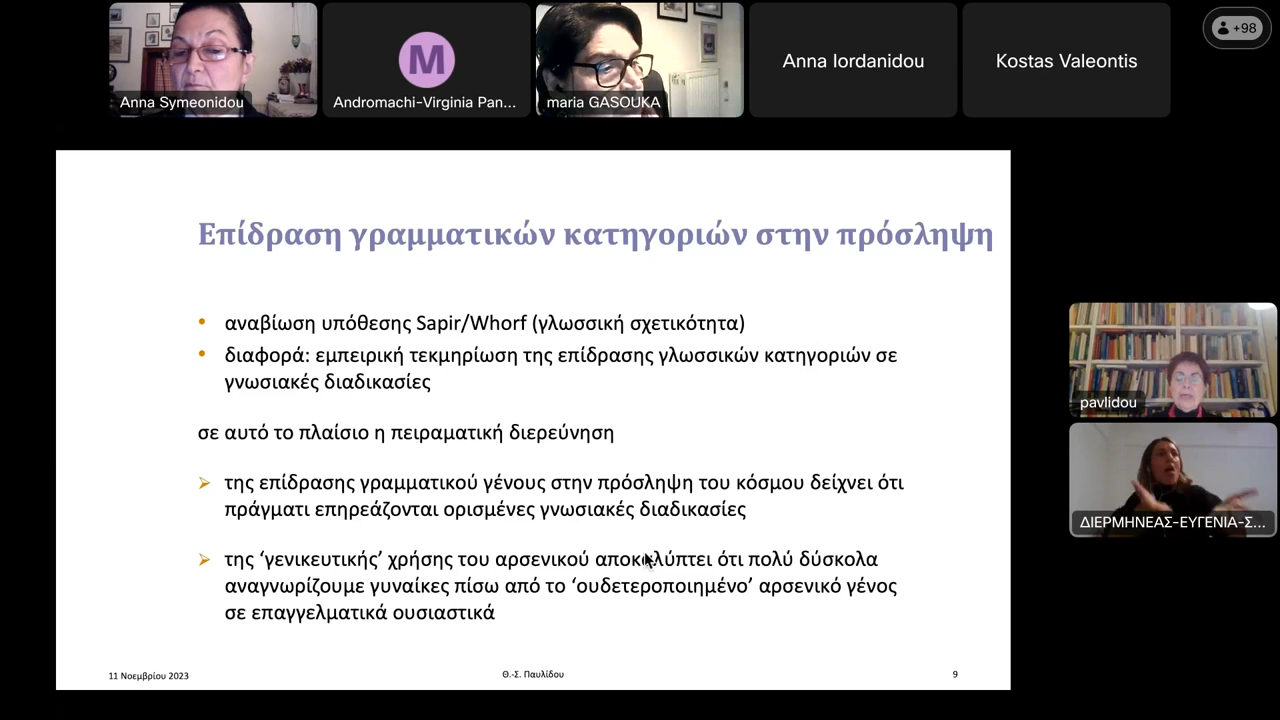 +98
Anna Symeonidou
M
Andromachi-Virginia Pan...
maria GASOUKA
Anna Iordanidou
Kostas Valeontis
Επίδραση γραμματικών κατηγοριών στην πρόσληψη
• αναβίωση υπόθεσης Sapir/Whorf (γλωσσική σχετικότητα)
• διαφορά: εμπειρική τεκμηρίωση της επίδρασης γλωσσικών κατηγοριών σε
γνωσιακές διαδικασίες
σε αυτό το πλαίσιο η πειραματική διερεύνηση
➢ της επίδρασης γραμματικού γένους στην πρόσληψη του κόσμου δείχνει ότι
πράγματι επηρεάζονται ορισμένες γνωσιακές διαδικασίες
➢ της ‘γενικευτικής’ χρήσης του αρσενικού αποκαλύπτει ότι πολύ δύσκολα
αναγνωρίζουμε γυναίκες πίσω από το ‘ουδετεροποιημένο’ αρσενικό γένος
σε επαγγελματικά ουσιαστικά
11 Νοεμβρίου 2023
Θ.-Σ. Παυλίδου
9
pavlidou
ΔΙΕΡΜΗΝΕΑΣ-ΕΥΓΕΝΙΑ-Σ...